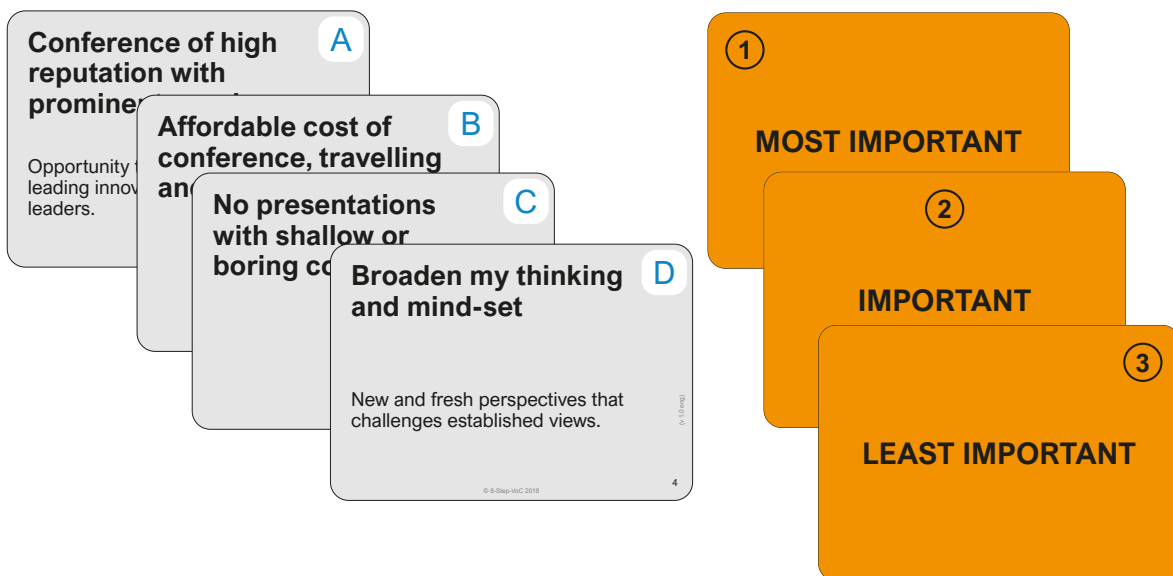 Conference of high
reputation with
A
Opportunity
leading
leaders.
Affordable cost of
conference, travelling
B
No presentations
with shallow or
boring
C
Broaden my thinking
and mind-set
D
New and fresh perspectives that
challenges established views.
(v 1.0 eng)
© 8-Step-VoC 2018
4
1
MOST IMPORTANT
2
IMPORTANT
3
LEAST IMPORTANT